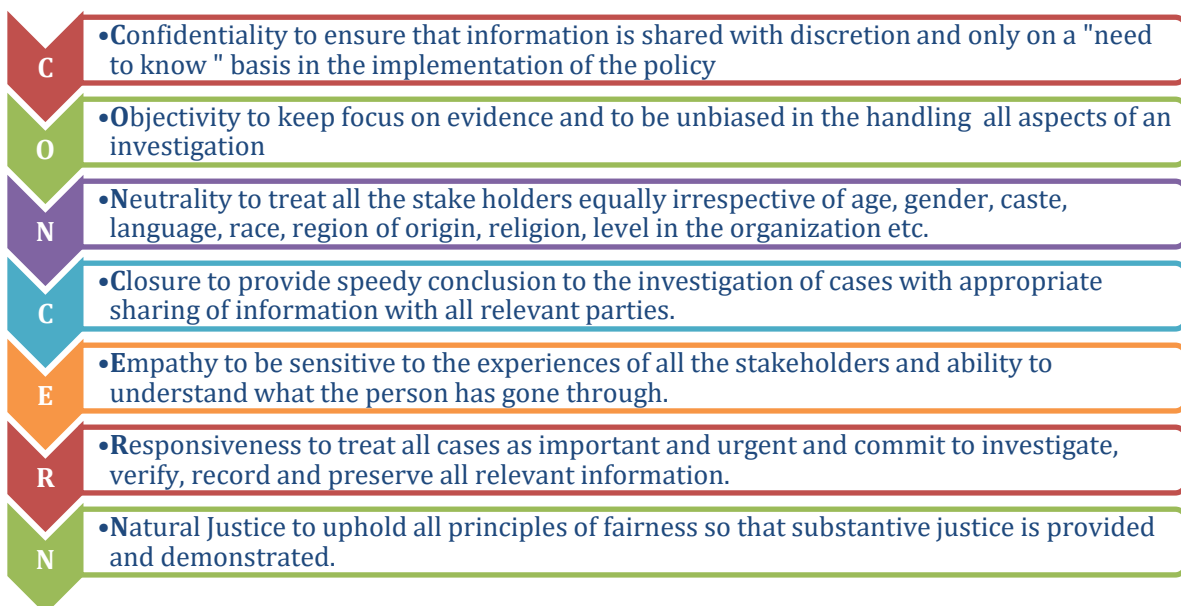 C
•Confidentiality to ensure that information is shared with discretion and only on a "need
to know " basis in the implementation of the policy
O
•Objectivity to keep focus on evidence and to be unbiased in the handling  all aspects of an
investigation
N
•Neutrality to treat all the stake holders equally irrespective of age, gender, caste,
language, race, region of origin, religion, level in the organization etc.
C
•Closure to provide speedy conclusion to the investigation of cases with appropriate
sharing of information with all relevant parties.
E
•Empathy to be sensitive to the experiences of all the stakeholders and ability to
understand what the person has gone through.
R
•Responsiveness to treat all cases as important and urgent and commit to investigate,
verify, record and preserve all relevant information.
N
•Natural Justice to uphold all principles of fairness so that substantive justice is provided
and demonstrated.